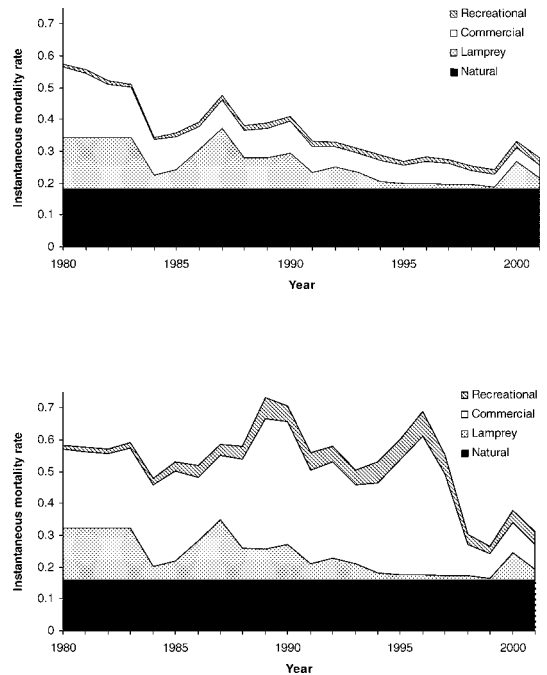 0.7
0.6
0.5
0.4
0.3
0.2
0.1
0
Instantaneous mortality rate
Recreational
Commercial
Lamprey
Natural
1980 1985 1990 1995 2000
Year
0.7
0.6
0.5
0.4
0.3
0.2
0.1
0
Instantaneous mortality rate
Recreational
Commercial
Lamprey
Natural
1980 1985 1990 1995 2000
Year